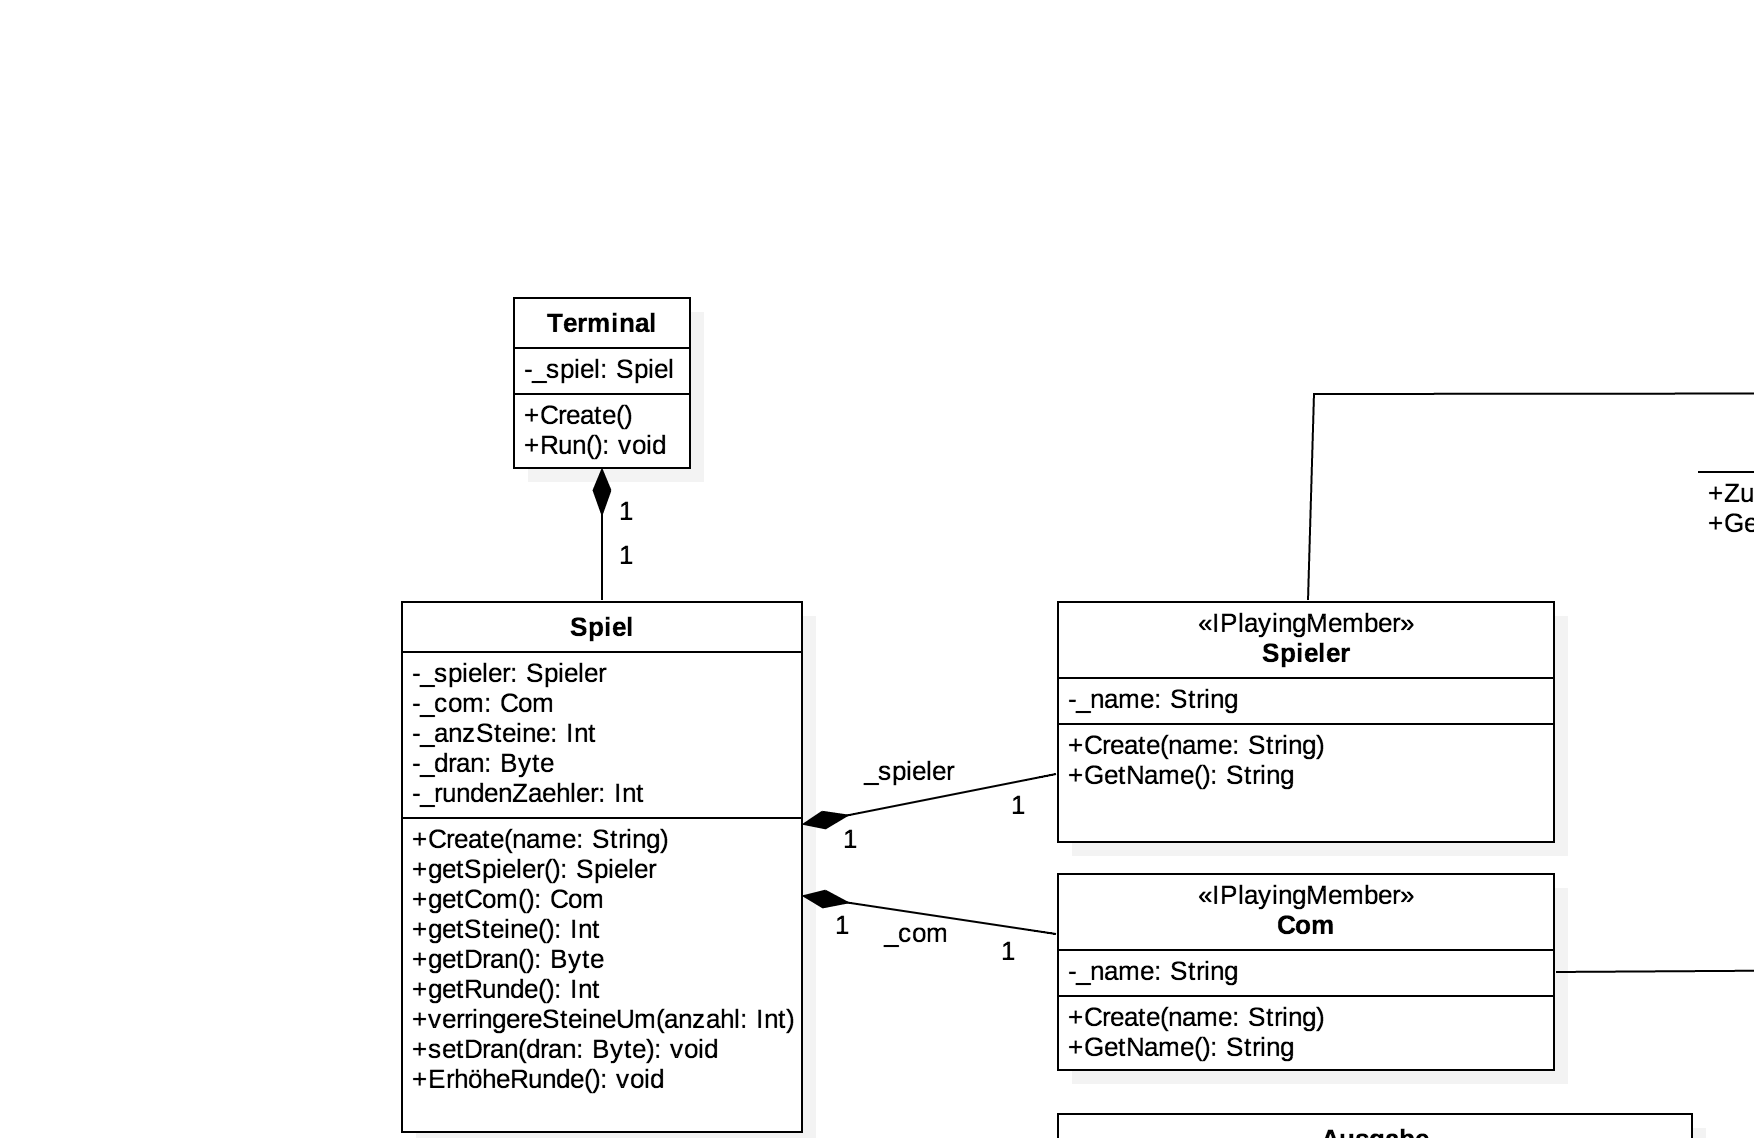 Terminal
-_spiel: Spiel
+Create()
+Run(): void
1
1
+Zu
+Ge
Spiel
-_spieler: Spieler
-_com: Com
-_anzSteine: Int
-_dran: Byte
-_rundenZaehler: Int
+Create(name: String)
+getSpieler(): Spieler
+getCom(): Com
+getSteine(): Int
+getDran(): Byte
+getRunde(): Int
+verringereSteineUm(anzahl: Int)
+setDran(dran: Byte): void
+ErhöheRunde(): void
_spieler
1
1
1
_com
1
«IPlayingMember»
Spieler
-_name: String
+Create(name: String)
+GetName(): String
«IPlayingMember»
Com
-_name: String
+Create(name: String)
+GetName(): String
Ausgabe